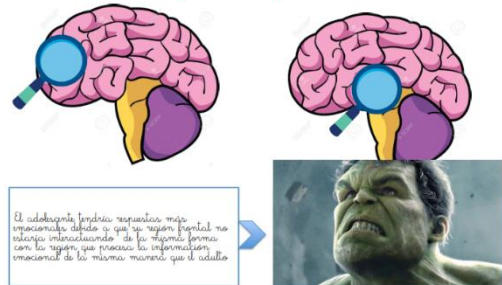 El adolescente tendría respuestas más
emocionales debido a que su región frontal no
estaría interactuando de la misma forma
con la región que procesa la información
emocional de la misma manera que el adulto